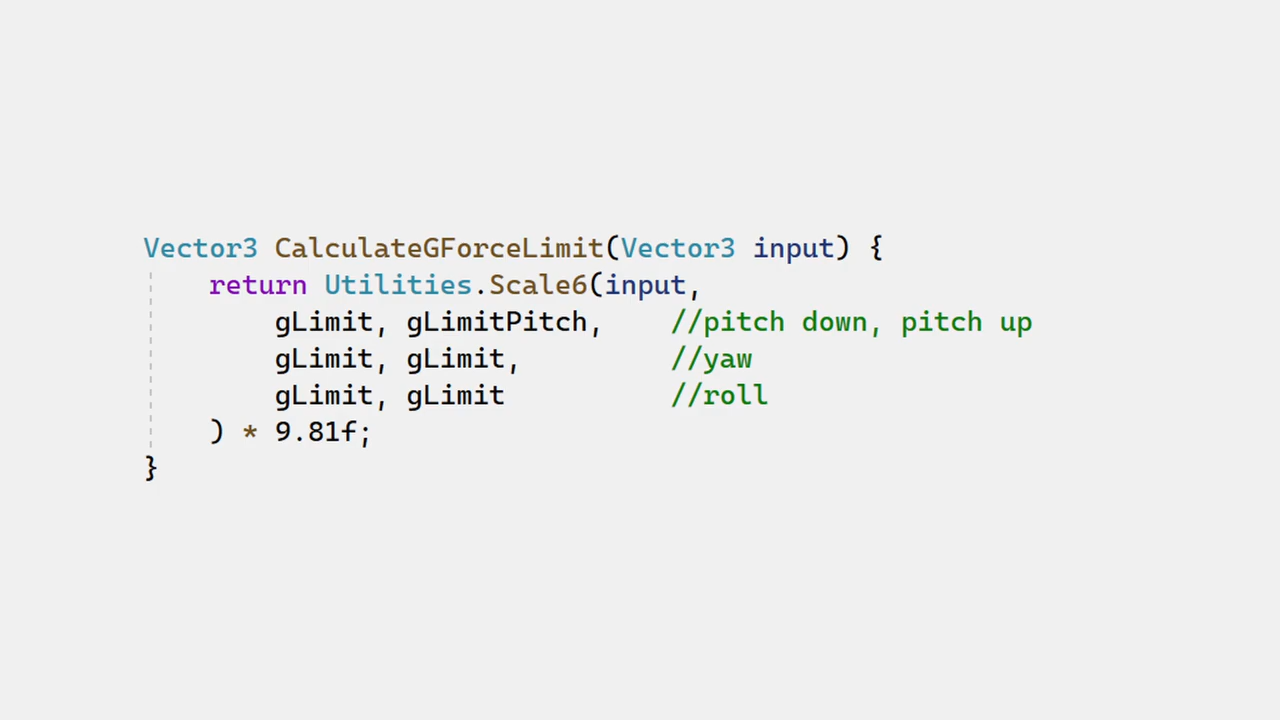 Vector3 CalculateGForceLimit(Vector3 input) {
    return Utilities.Scale6(input,
        gLimit, gLimitPitch,    //pitch down, pitch up
        gLimit, gLimit,         //yaw
        gLimit, gLimit          //roll
    ) * 9.81f;
}